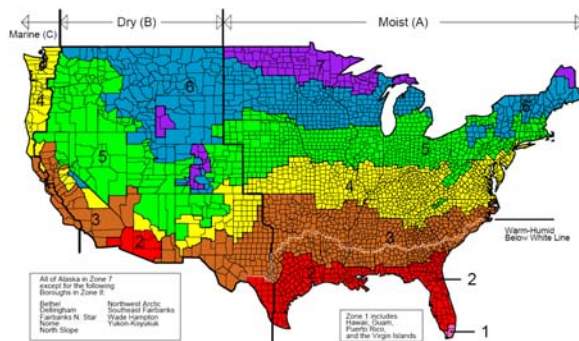 Dry (B)
Moist (A)
Marine (C)
7
6
6
4
5
5
4
3
3
2
2
Warm-Humid
Below White Line
2
1
All of Alaska in Zone 7
except for the following
Boroughs in Zone 8:
Bethel Northwest Arctic
Dellingham Southeast Fairbanks
Fairbanks N. Star Wade Hampton
Nome Yukon-Koyukuk
North Slope
Zone 1 includes
Hawaii, Guam,
Puerto Rico,
and the Virgin Islands